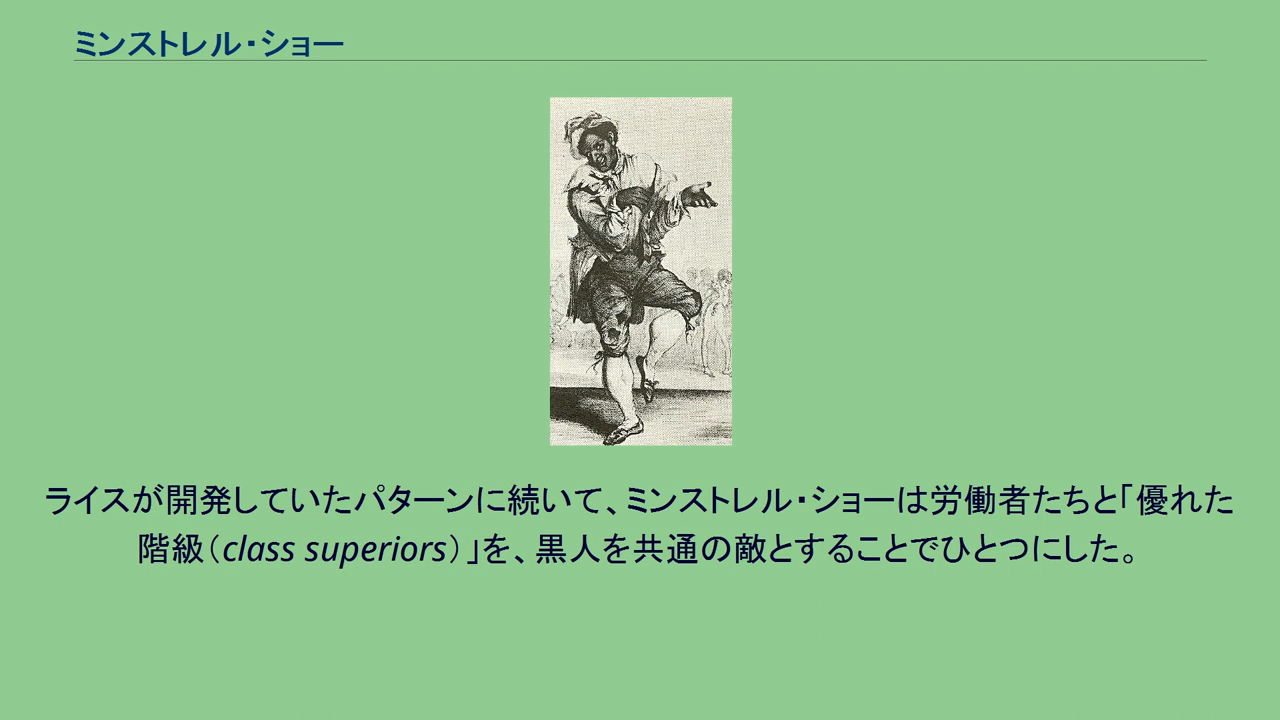 ミンストレル・ショー
ライスが開発していたパターンに続いて、ミンストレル・ショーは労働者たちと「優れた
階級（class superiors）」を、黒人を共通の敵とすることでひとつにした。